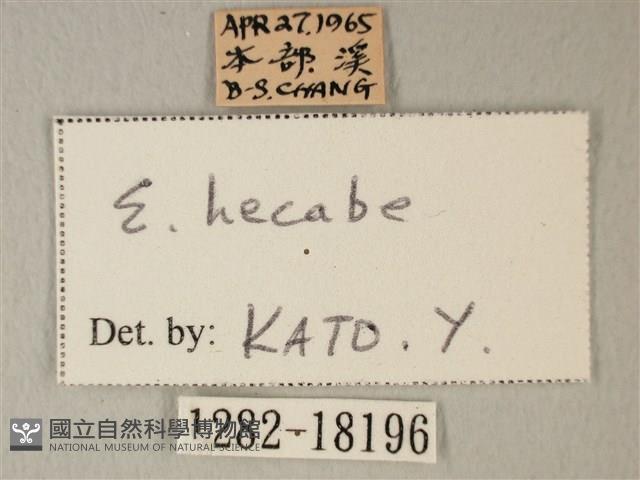 APR 27.1965
本部溪
B-S.CHANG
E. hecabe
Det. by: KATO. Y.
1282-18196
國立自然科學博物館
NATIONAL MUSEUM OF NATURAL SCIENCE